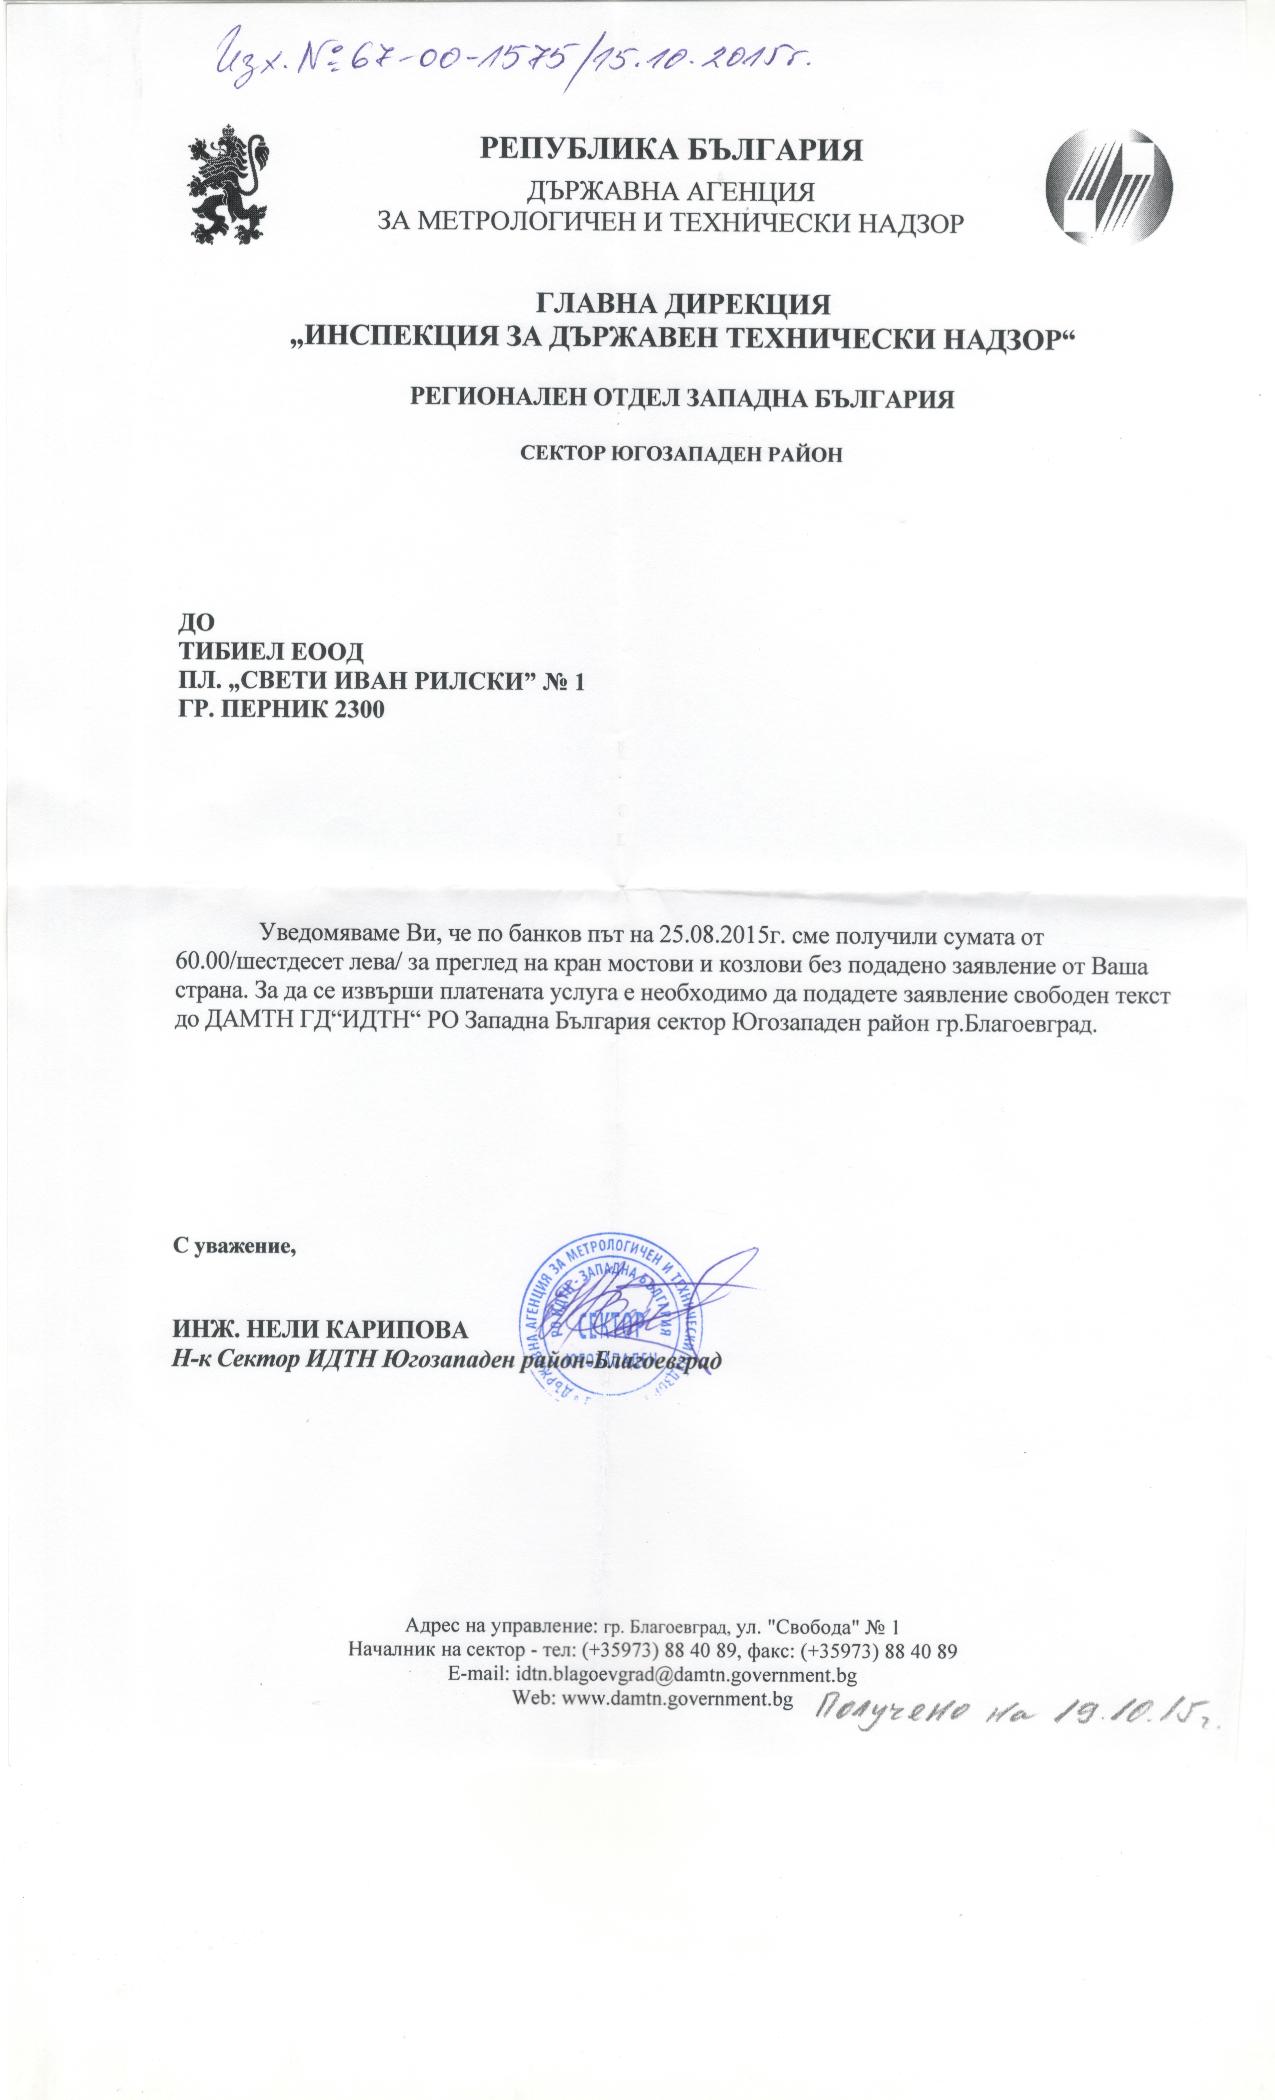 Изх. № 67-00-1575/15.10.2015г.
РЕПУБЛИКА БЪЛГАРИЯ
ДЪРЖАВНА АГЕНЦИЯ
ЗА МЕТРОЛОГИЧЕН И ТЕХНИЧЕСКИ НАДЗОР
ГЛАВНА ДИРЕКЦИЯ
„ИНСПЕКЦИЯ ЗА ДЪРЖАВЕН ТЕХНИЧЕСКИ НАДЗОР“
РЕГИОНАЛЕН ОТДЕЛ ЗАПАДНА БЪЛГАРИЯ
СЕКТОР ЮГОЗАПАДЕН РАЙОН
ДО
ТИБИЕЛ ЕООД
ПЛ. „СВЕТИ ИВАН РИЛСКИ” № 1
ГР. ПЕРНИК 2300
Уведомяваме Ви, че по банков път на 25.08.2015г. сме получили сумата от
60.00/шестдесет лева/ за преглед на кран мостови и козлови без подадено заявление от Ваша
страна. За да се извърши платената услуга е необходимо да подадете заявление свободен текст
до ДАМТН ГД“ИДТН“ РО Западна България сектор Югозападен район гр.Благоевград.
С уважение,
ДЪРЖАВНА АГЕНЦИЯ ЗА МЕТРОЛОГИЧЕН И ТЕХНИЧЕСКИ НАДЗОР
РО ИДТН - ЗАПАДНА БЪЛГАРИЯ
СЕКТОР
ЮГОЗАПАДЕН
ИНЖ. НЕЛИ КАРИПОВА
Н-к Сектор ИДТН Югозападен район-Благоевград
Адрес на управление: гр. Благоевград, ул. "Свобода" № 1
Началник на сектор - тел: (+35973) 88 40 89, факс: (+35973) 88 40 89
E-mail: idtn.blagoevgrad@damtn.government.bg
Web: www.damtn.government.bg
Получено на 19.10.15г.